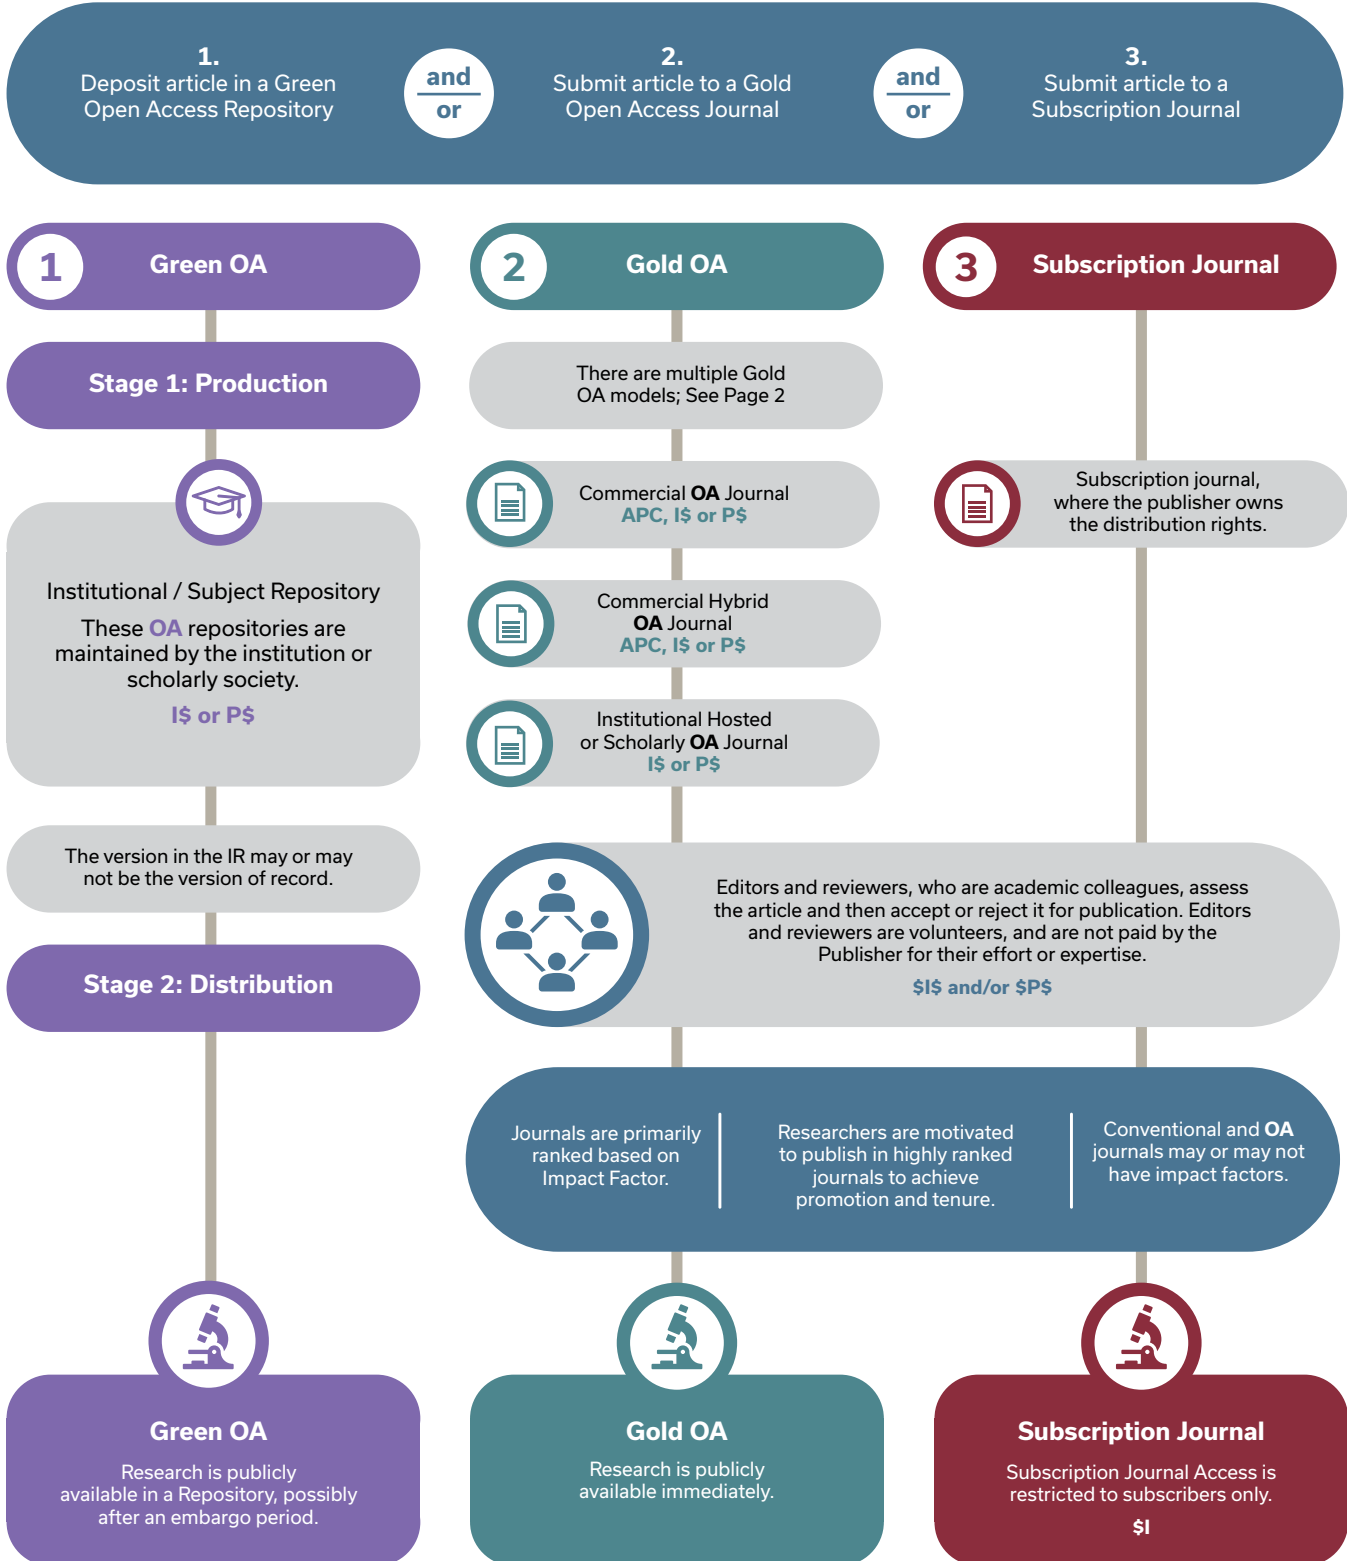 1.
Deposit article in a Green
Open Access Repository
and
or
2.
Submit article to a Gold
Open Access Journal
and
or
3.
Submit article to a
Subscription Journal
1
Green OA
Stage 1: Production
Institutional / Subject Repository
These OA repositories are
maintained by the institution or
scholarly society.
I$ or P$
The version in the IR may or may
not be the version of record.
Stage 2: Distribution
2
Gold OA
There are multiple Gold
OA models; See Page 2
Commercial OA Journal
APC, I$ or P$
Commercial Hybrid
OA Journal
APC, I$ or P$
Institutional Hosted
or Scholarly OA Journal
I$ or P$
3
Subscription Journal
Subscription journal,
where the publisher owns
the distribution rights.
Editors and reviewers, who are academic colleagues, assess
the article and then accept or reject it for publication. Editors
and reviewers are volunteers, and are not paid by the
Publisher for their effort or expertise.
$I$ and/or $P$
Journals are primarily
ranked based on
Impact Factor.
Researchers are motivated
to publish in highly ranked
journals to achieve
promotion and tenure.
Conventional and OA
journals may or may not
have impact factors.
Green OA
Research is publicly
available in a Repository, possibly
after an embargo period.
Gold OA
Research is publicly
available immediately.
Subscription Journal
Subscription Journal Access is
restricted to subscribers only.
$I